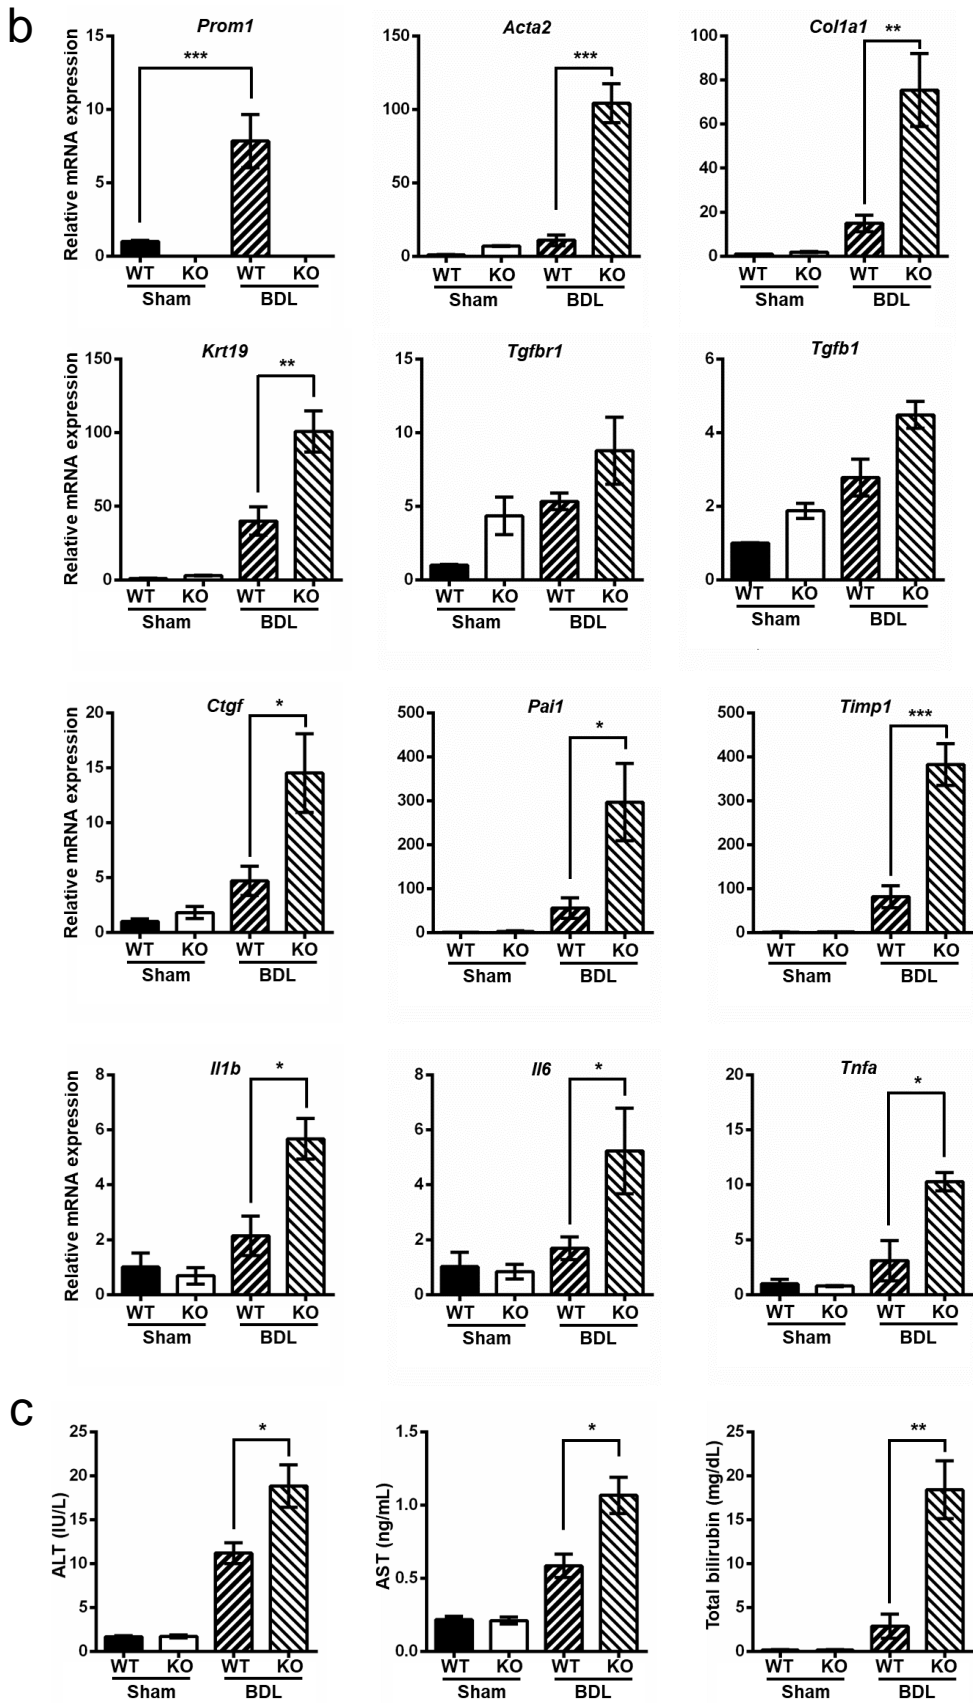 b
Prom1
Acta2
Col1a1
Relative mRNA expression
15
10
5
0
***
WT KO WT KO
Sham BDL
150
100
50
0
***
WT KO WT KO
Sham BDL
100
80
60
40
20
0
**
WT KO WT KO
Sham BDL
Krt19
Tgfbr1
Tgfb1
Relative mRNA expression
150
100
50
0
**
WT KO WT KO
Sham BDL
15
10
5
0
WT KO WT KO
Sham BDL
6
4
2
0
WT KO WT KO
Sham BDL
Ctgf
Pai1
Timp1
Relative mRNA expression
20
15
10
5
0
*
WT KO WT KO
Sham BDL
500
400
300
200
100
0
*
WT KO WT KO
Sham BDL
500
400
300
200
100
0
***
WT KO WT KO
Sham BDL
Il1b
Il6
Tnfa
Relative mRNA expression
8
6
4
2
0
*
WT KO WT KO
Sham BDL
8
6
4
2
0
*
WT KO WT KO
Sham BDL
20
15
10
5
0
*
WT KO WT KO
Sham BDL
c
ALT (IU/L)
25
20
15
10
5
0
*
WT KO WT KO
Sham BDL
AST (ng/mL)
1.5
1.0
0.5
0.0
*
WT KO WT KO
Sham BDL
Total bilirubin (mg/dL)
25
20
15
10
5
0
**
WT KO WT KO
Sham BDL